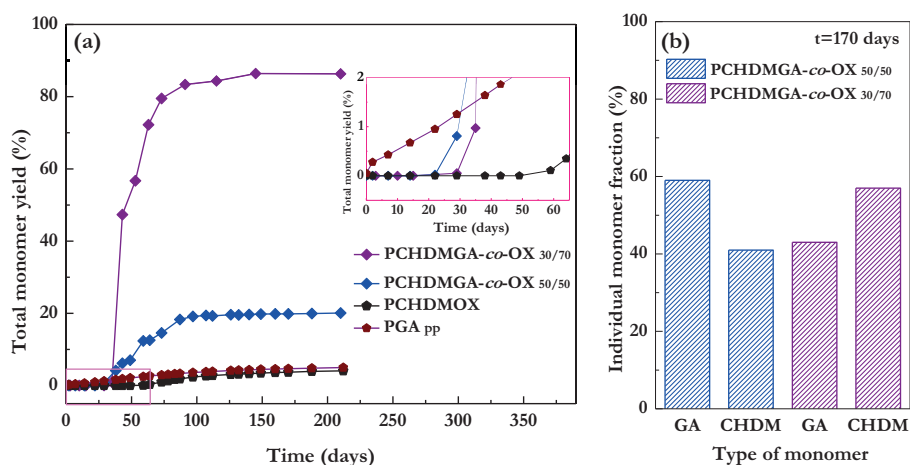 (a)
100
80
60
40
20
0
Total monomer yield (%)
0 50 100 150 200 250 300 350
Time (days)
2
1
0
Total monomer yield (%)
0 10 20 30 40 50 60
Time (days)
PCHDMGA-co-OX 30/70
PCHDMGA-co-OX 50/50
PCHDMOX
PGA pp
(b)
t=170 days
PCHDMGA-co-OX 50/50
PCHDMGA-co-OX 30/70
100
80
60
40
20
0
Individual monomer fraction (%)
GA CHDM GA CHDM
Type of monomer